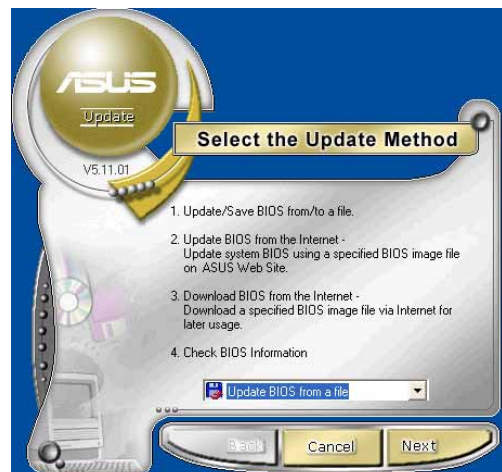 ASUS
Update
V5.11.01
Select the Update Method
1. Update/Save BIOS from/to a file.
2. Update BIOS from the Internet -
Update system BIOS using a specified BIOS image file
on ASUS Web Site.
3. Download BIOS from the Internet -
Download a specified BIOS image file via Internet for
later usage.
4. Check BIOS Information
Update BIOS from a file
Back
Cancel
Next